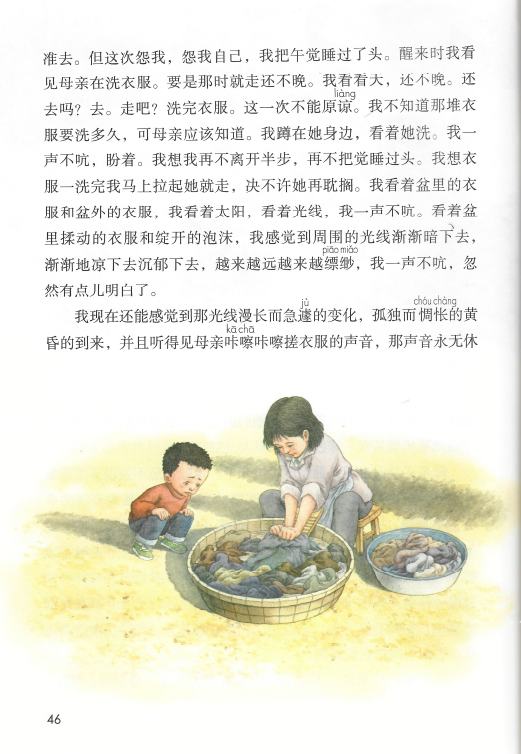 准去。但这次怨我，怨我自己，我把午觉睡过了头。醒来时我看
见母亲在洗衣服。要是那时就走还不晚。我看看天，还不晚。还
liàng
去吗？去。走吧？洗完衣服。这一次不能原谅。我不知道那堆衣
服要洗多久，可母亲应该知道。我蹲在她身边，看着她洗。我一
声不吭，盼着。我想我再不离开半步，再不把觉睡过头。我想衣
服一洗完我马上拉起她就走，决不许她再耽搁。我看着盆里的衣
服和盆外的衣服，我看着太阳，看着光线，我一声不吭。看着盆
里揉动的衣服和绽开的泡沫，我感觉到周围的光线渐渐暗下去，
piāo miǎo
渐渐地凉下去沉郁下去，越来越远越来越缥缈，我一声不吭，忽
然有点儿明白了。
jù chóu chàng
我现在还能感觉到那光线漫长而急遽的变化，孤独而惆怅的黄
kā chā
昏的到来，并且听得见母亲咔嚓咔嚓搓衣服的声音，那声音永无休
46